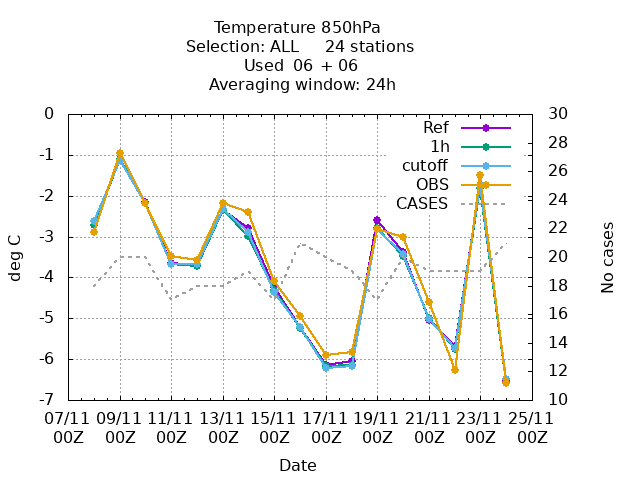 Temperature 850hPa
Selection: ALL 24 stations
Used 06 + 06
Averaging window: 24h
Ref
1h
cutoff
OBS
CASES
0
-1
-2
-3
-4
-5
-6
-7
deg C
30
28
26
24
22
20
18
16
14
12
10
No cases
07/11 09/11 11/11 13/11 15/11 17/11 19/11 21/11 23/11 25/11
00Z 00Z 00Z 00Z 00Z 00Z 00Z 00Z 00Z 00Z
Date